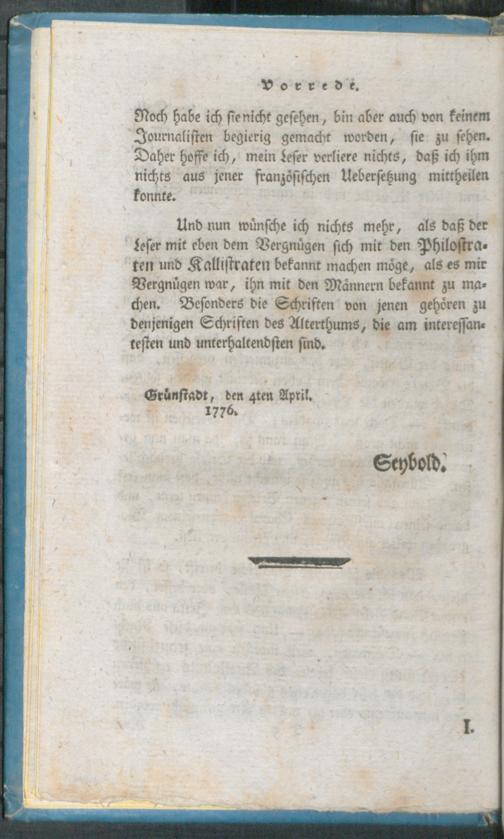 Vorrede.
Noch habe ich sie nicht gesehen, bin aber auch von keinem
Journalisten begierig gemacht worden, sie zu sehen.
Daher hoffe ich, mein Leser verliere nichts, daß ich ihm
nichts aus jener französischen Uebersetzung mittheilen
konnte.
Und nun wünsche ich nichts mehr, als daß der
Leser mit eben dem Vergnügen sich mit den Philostra-
ten und Kallistraten bekannt machen möge, als es mir
Vergnügen war, ihn mit den Männern bekannt zu ma-
chen. Besonders die Schriften von jenen gehören zu
denjenigen Schriften des Alterthums, die am interessan-
testen und unterhaltendsten sind.
Grünstadt, den 4ten April.
1776.
Seybold.
I.